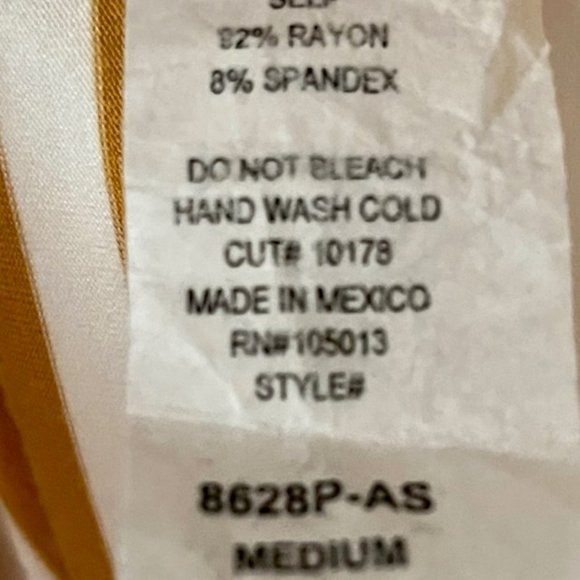 SELF
92% RAYON
8% SPANDEX
DO NOT BLEACH
HAND WASH COLD
CUT# 10178
MADE IN MEXICO
RN#105013
STYLE#
8628P-AS
MEDIUM